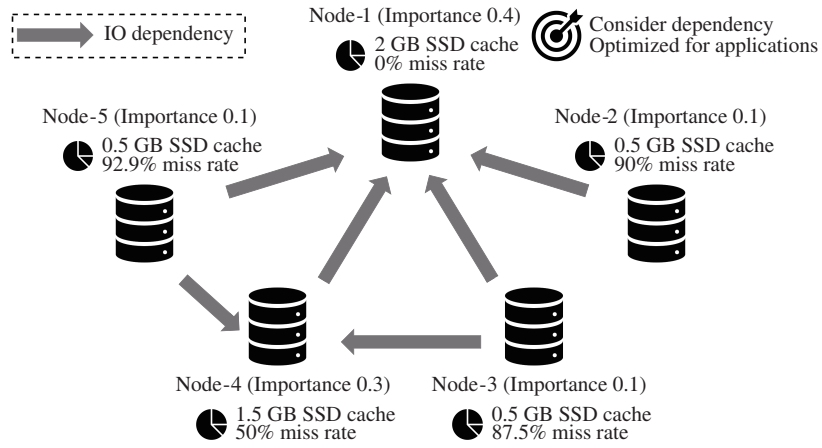 IO dependency
Node-1 (Importance 0.4)
2 GB SSD cache
0% miss rate
Consider dependency
Optimized for applications
Node-5 (Importance 0.1)
0.5 GB SSD cache
92.9% miss rate
Node-2 (Importance 0.1)
0.5 GB SSD cache
90% miss rate
Node-4 (Importance 0.3)
1.5 GB SSD cache
50% miss rate
Node-3 (Importance 0.1)
0.5 GB SSD cache
87.5% miss rate